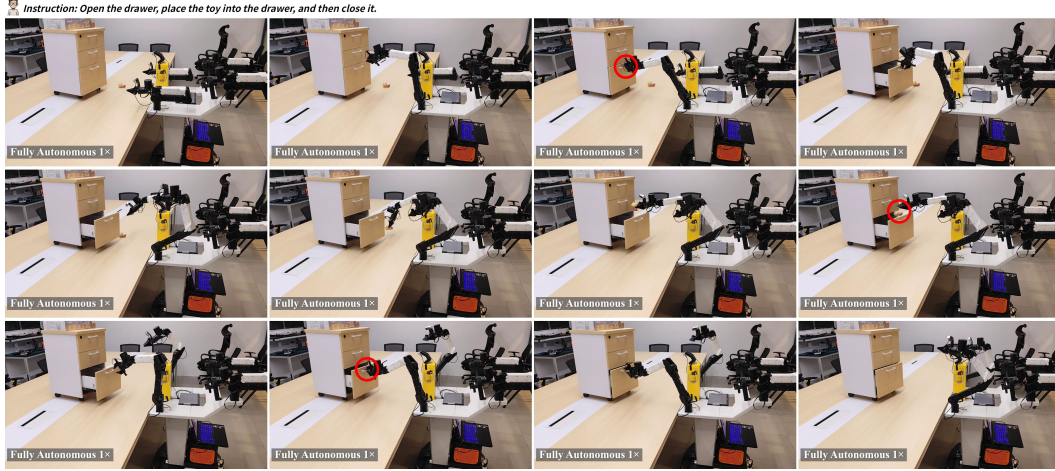 Instruction: Open the drawer, place the toy into the drawer, and then close it.
Fully Autonomous 1×
Fully Autonomous 1×
Fully Autonomous 1×
Fully Autonomous 1×
Fully Autonomous 1×
Fully Autonomous 1×
Fully Autonomous 1×
Fully Autonomous 1×
Fully Autonomous 1×
Fully Autonomous 1×
Fully Autonomous 1×
Fully Autonomous 1×